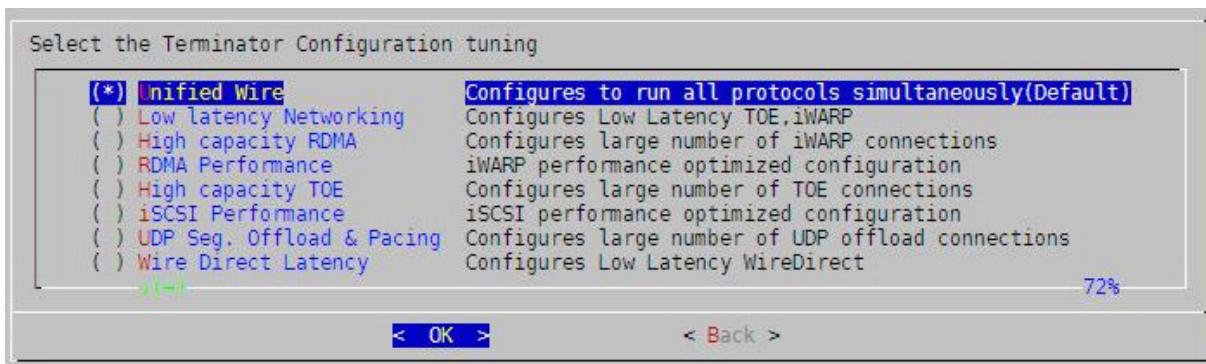 Select the Terminator Configuration tuning
(*) Unified Wire Configures to run all protocols simultaneously(Default)
( ) Low latency Networking Configures Low Latency TOE,iWARP
( ) High capacity RDMA Configures large number of iWARP connections
( ) RDMA Performance iWARP performance optimized configuration
( ) High capacity TOE Configures large number of TOE connections
( ) iSCSI Performance iSCSI performance optimized configuration
( ) UDP Seg. Offload & Pacing Configures large number of UDP offload connections
( ) Wire Direct Latency Configures Low Latency WireDirect
↓(+) 72%
< OK > < Back >